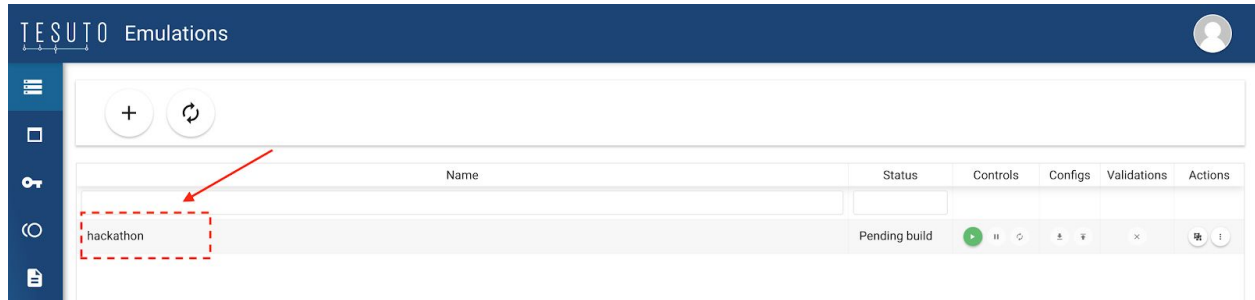 TESUTO Emulations
Name Status Controls Configs Validations Actions
hackathon Pending build